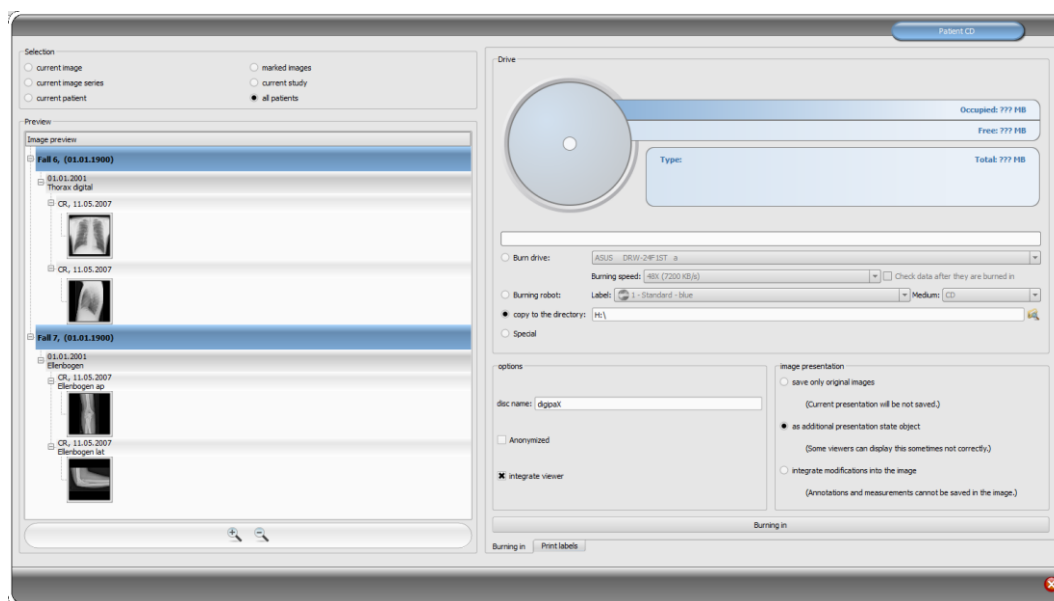 Patient CD
Selection
current image
marked images
current image series
current study
current patient
all patients
Preview
Image preview
Fall 6, (01.01.1900)
01.01.2001
Thorax digital
CR, 11.05.2007
CR, 11.05.2007
Fall 7, (01.01.1900)
01.01.2001
Ellenbogen
CR, 11.05.2007
Ellenbogen ap
CR, 11.05.2007
Ellenbogen lat
Drive
Occupied: ??? MB
Free: ??? MB
Type: Total: ??? MB
Burn drive: ASUS DRW-24F1ST a
Burning speed: 48X (7200 KB/s) Check data after they are burned in
Burning robot: Label: 1 - Standard - blue Medium: CD
copy to the directory: H:\
Special
options
disc name: digipaX
Anonymized
integrate viewer
image presentation
save only original images
(Current presentation will be not saved.)
as additional presentation state object
(Some viewers can display this sometimes not correctly.)
integrate modifications into the image
(Annotations and measurements cannot be saved in the image.)
Burning in
Burning in Print labels